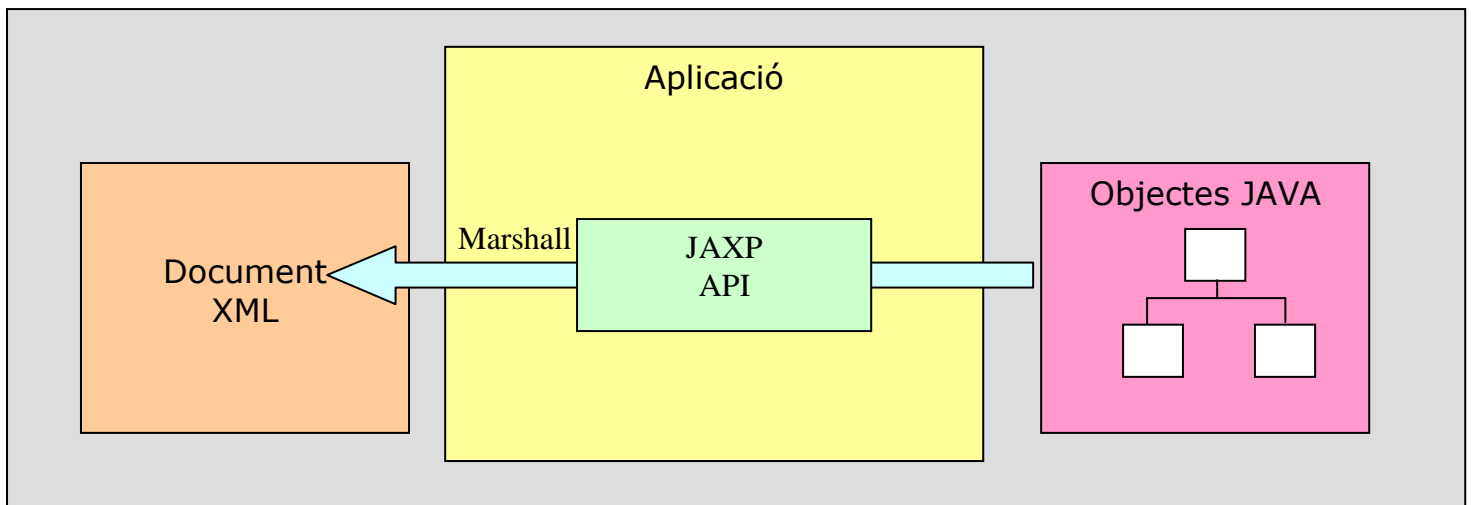 Aplicació
Objectes JAVA
Marshall
JAXP
API
Document
XML